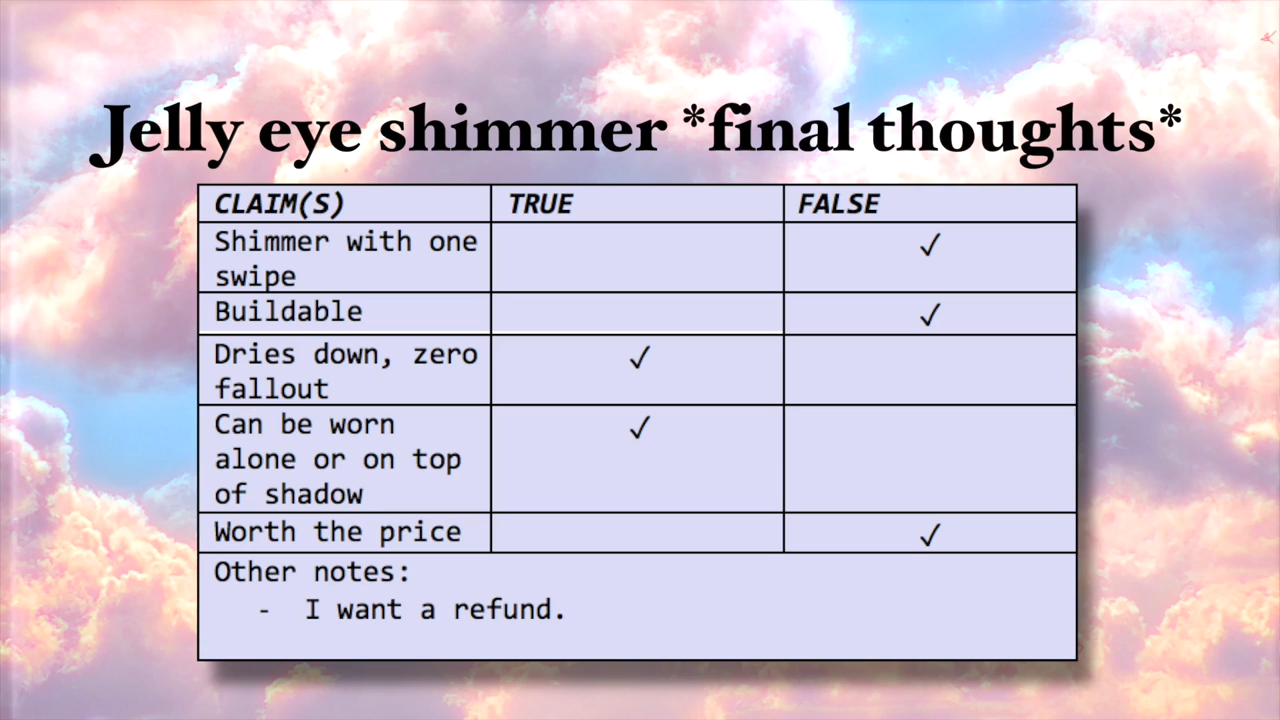 Jelly eye shimmer *final thoughts*
CLAIM(S) TRUE FALSE
Shimmer with one ✓
swipe
Buildable ✓
Dries down, zero ✓
fallout
Can be worn ✓
alone or on top
of shadow
Worth the price ✓
Other notes:
- I want a refund.